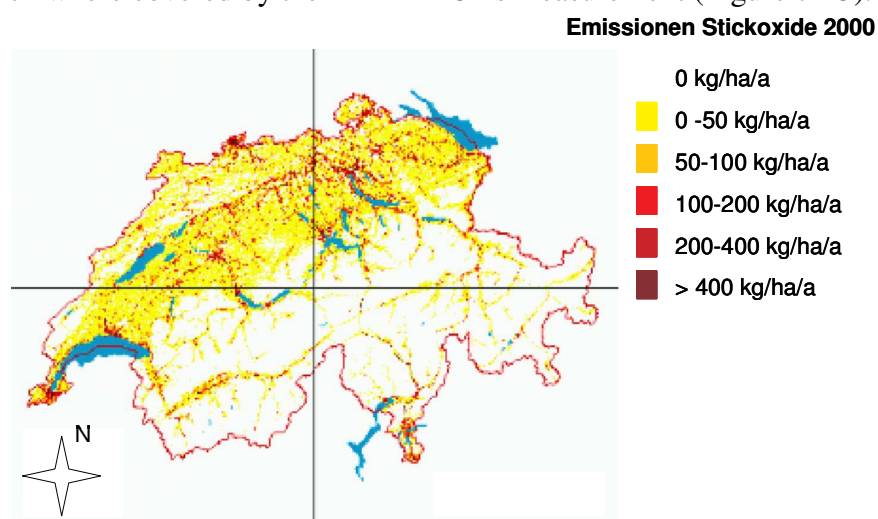 Emissionen Stickoxide 2000
0 kg/ha/a
0 -50 kg/ha/a
50-100 kg/ha/a
100-200 kg/ha/a
200-400 kg/ha/a
> 400 kg/ha/a
N